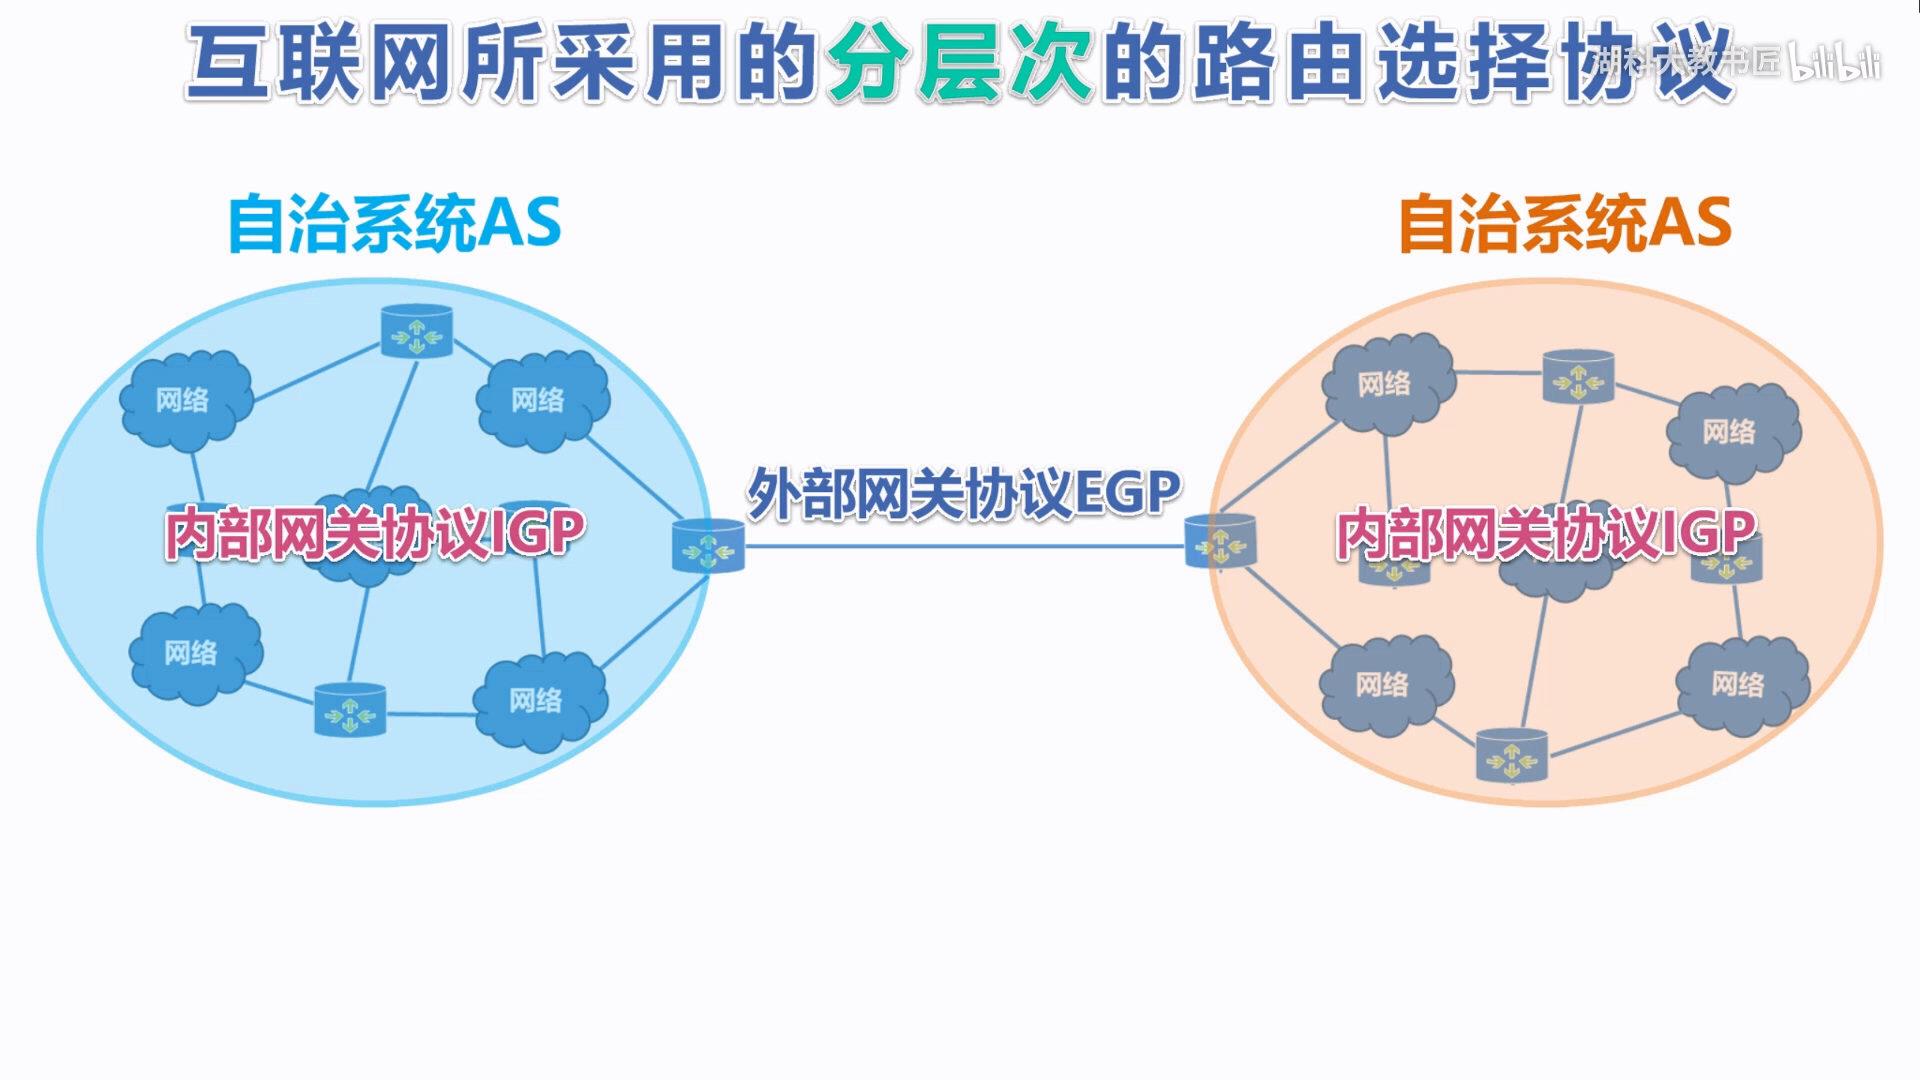 互联网所采用的分层次的路由选择协议
湖科大教书匠 bilibili
自治系统AS
自治系统AS
网络
网络
网络
网络
外部网关协议EGP
内部网关协议IGP
内部网关协议IGP
网络
网络
网络
网络